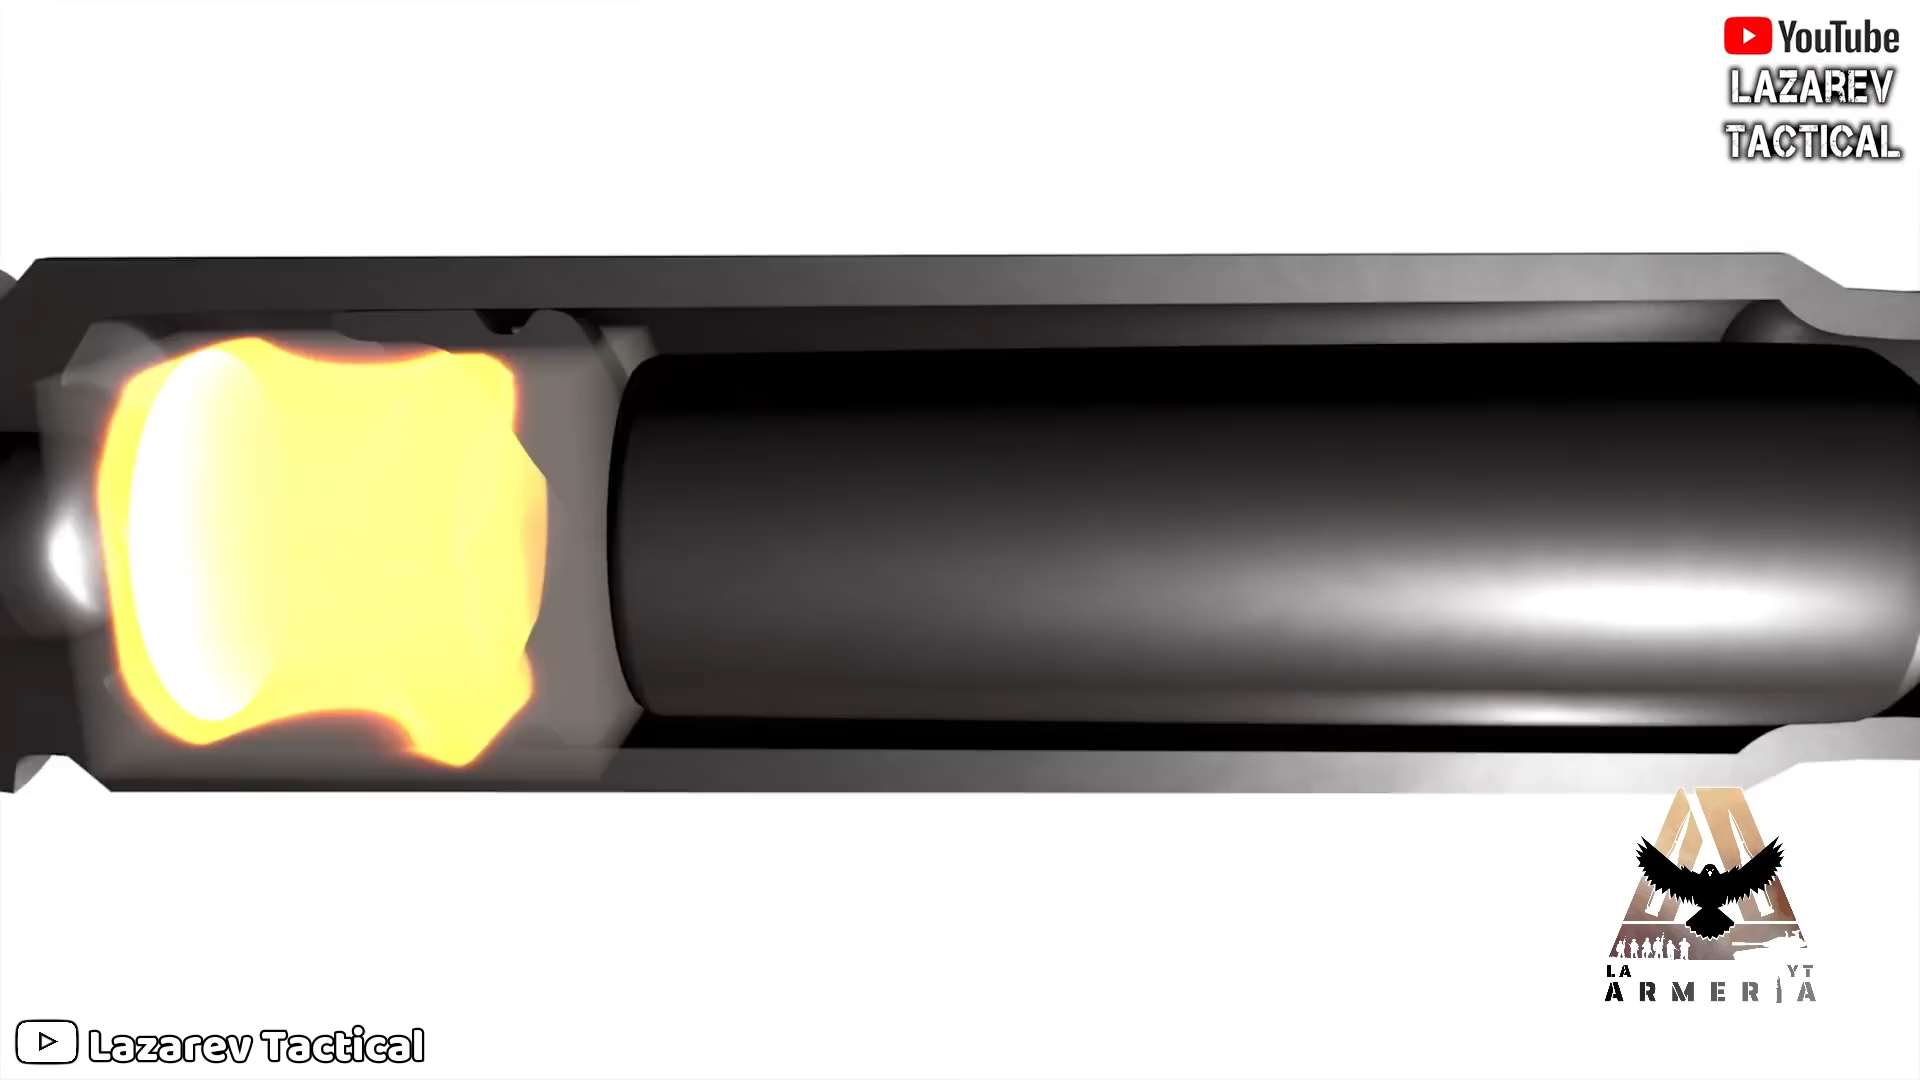 YouTube
LAZAREV
TACTICAL
LA YT
ARMERIA
Lazarev Tactical